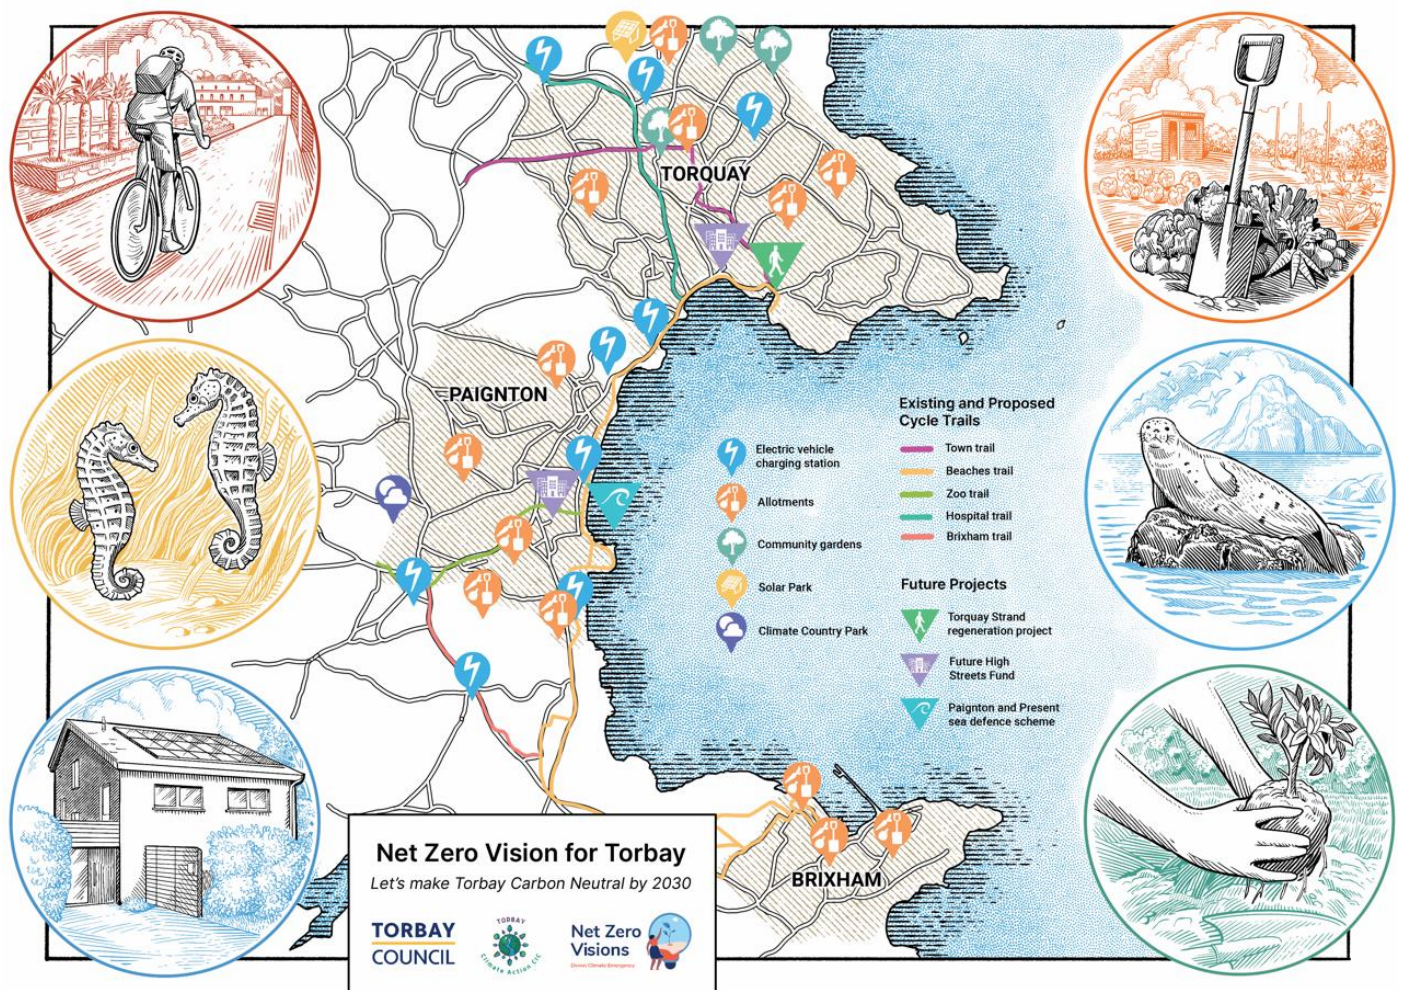 TORQUAY
PAIGNTON
Existing and Proposed
Cycle Trails
Town trail
Beaches trail
Zoo trail
Hospital trail
Brixham trail
Electric vehicle
charging station
Allotments
Community gardens
Solar Park
Climate Country Park
Future Projects
Torquay Strand
regeneration project
Future High
Streets Fund
Paignton and Present
sea defence scheme
BRIXHAM
Net Zero Vision for Torbay
Let's make Torbay Carbon Neutral by 2030
TORBAY
COUNCIL
TORBAY
Climate Action CIC
Net Zero
Visions
Devon Climate Emergency